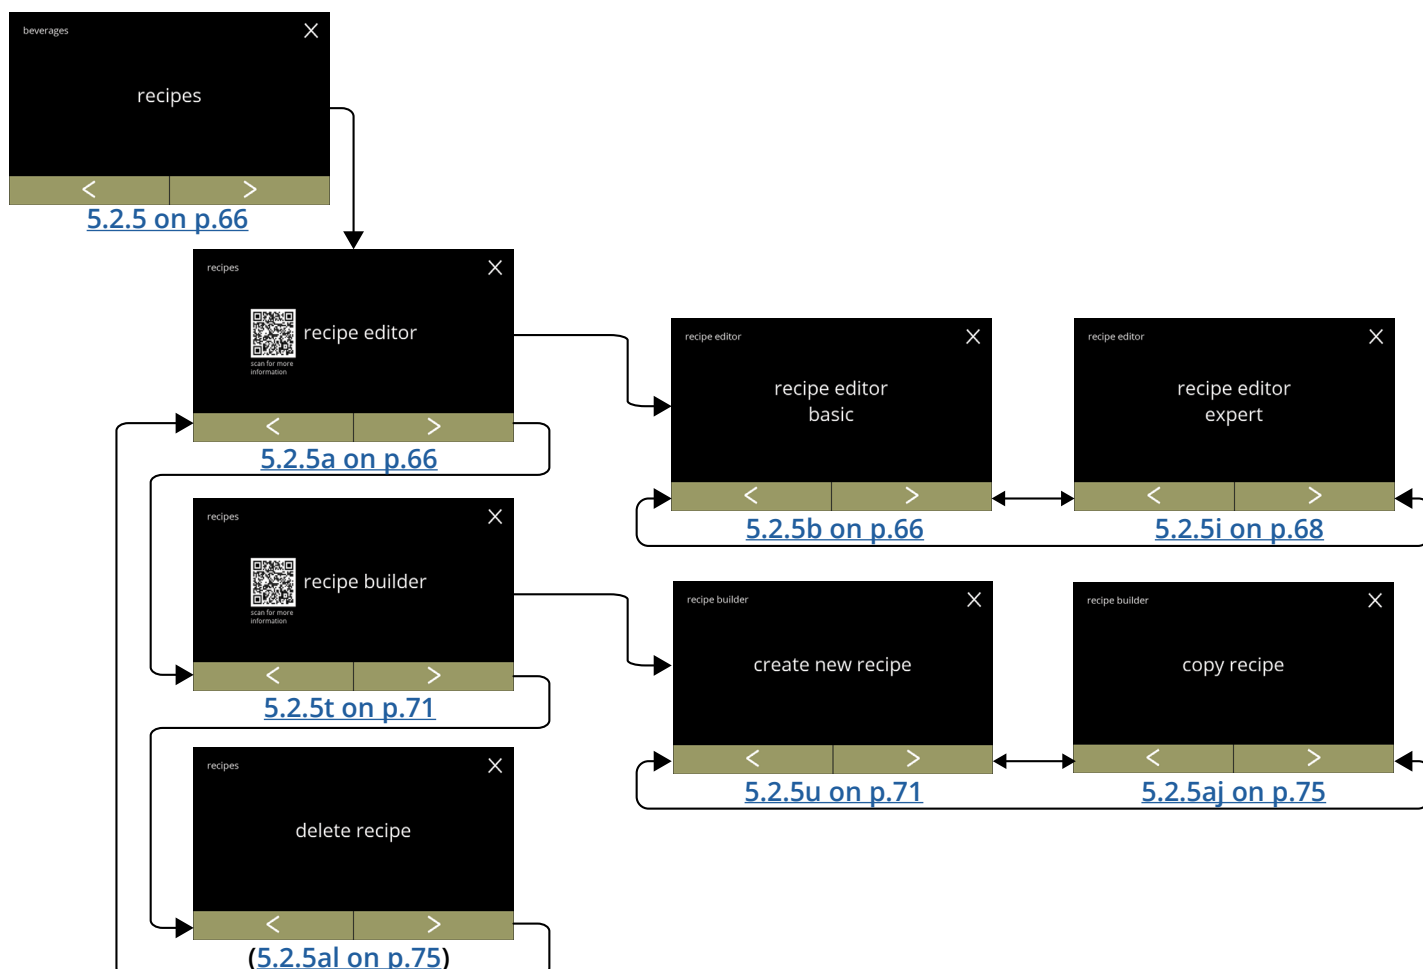 beverages
recipes
5.2.5 on p.66
recipes
recipe editor
scan for more
information
5.2.5a on p.66
recipe editor
recipe editor
basic
5.2.5b on p.66
recipe editor
recipe editor
expert
5.2.5i on p.68
recipes
recipe builder
scan for more
information
5.2.5t on p.71
recipe builder
create new recipe
5.2.5u on p.71
recipe builder
copy recipe
5.2.5aj on p.75
recipes
delete recipe
(5.2.5al on p.75)